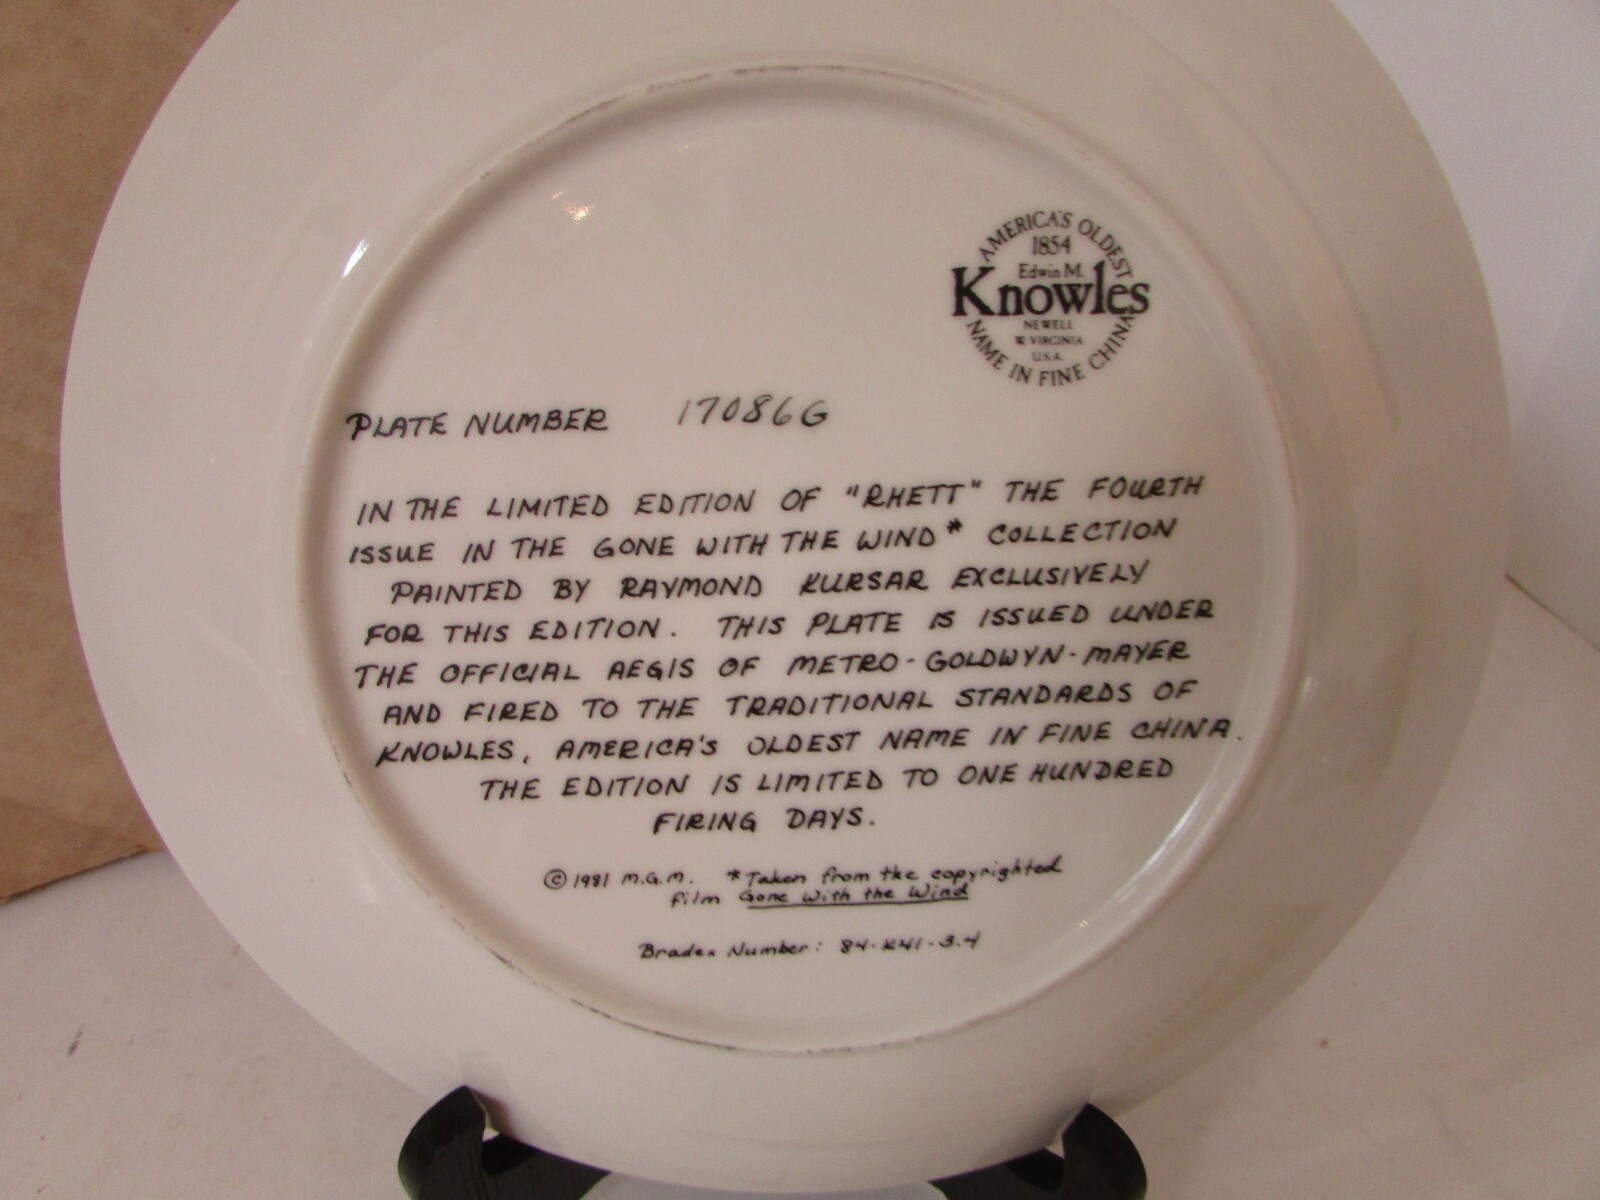 AMERICA'S OLDEST
1854
Edwin M.
Knowles
NEWELL
W. VIRGINIA
U.S.A.
NAME IN FINE CHINA
PLATE NUMBER 17086G
IN THE LIMITED EDITION OF "RHETT" THE FOURTH
ISSUE IN THE GONE WITH THE WIND* COLLECTION
PAINTED BY RAYMOND KURSAR EXCLUSIVELY
FOR THIS EDITION. THIS PLATE IS ISSUED UNDER
THE OFFICIAL AEGIS OF METRO-GOLDWYN-MAYER
AND FIRED TO THE TRADITIONAL STANDARDS OF
KNOWLES, AMERICA'S OLDEST NAME IN FINE CHINA.
THE EDITION IS LIMITED TO ONE HUNDRED
FIRING DAYS.
© 1981 M.G.M. *Taken from the copyrighted
film Gone With the Wind
Bradex Number: 84-K41-3.4